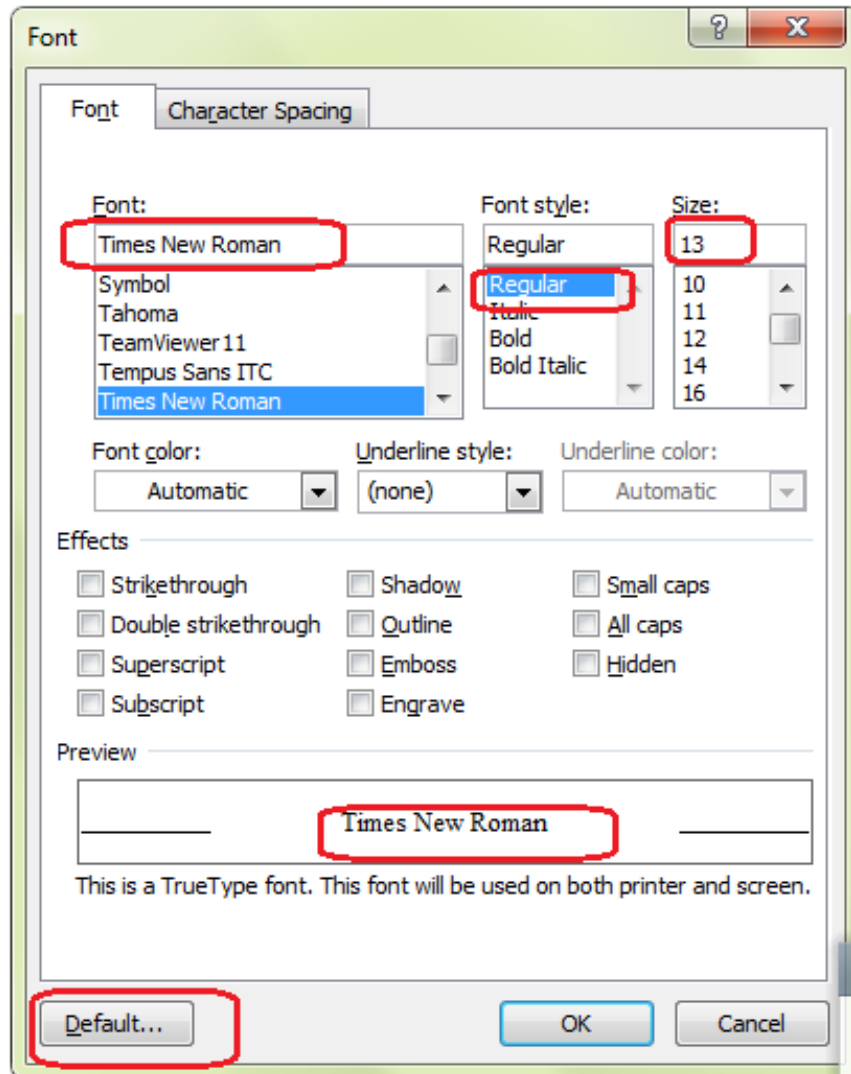 Font
Font Character Spacing
Font: Font style: Size:
Times New Roman Regular 13
Symbol Regular 10
Tahoma Italic 11
TeamViewer 11 Bold 12
Tempus Sans ITC Bold Italic 14
Times New Roman 16
Font color: Underline style: Underline color:
Automatic (none) Automatic
Effects
Strikethrough Shadow Small caps
Double strikethrough Outline All caps
Superscript Emboss Hidden
Subscript Engrave
Preview
Times New Roman
This is a TrueType font. This font will be used on both printer and screen.
Default... OK Cancel